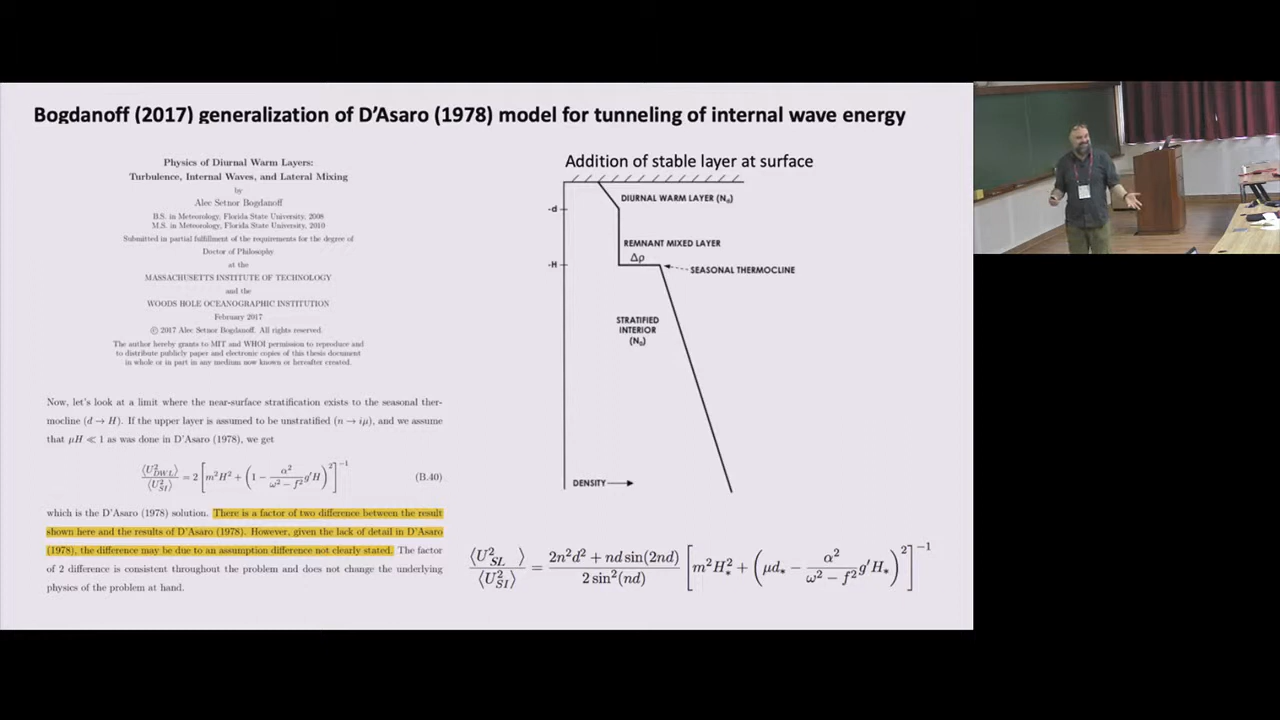 Bogdanoff (2017) generalization of D'Asaro (1978) model for tunneling of internal wave energy
Physics of Diurnal Warm Layers:
Turbulence, Internal Waves, and Lateral Mixing
by
Alec Setnor Bogdanoff
B.S. in Meteorology, Florida State University, 2008
M.S. in Meteorology, Florida State University, 2010
Submitted in partial fulfillment of the requirements for the degree of
Doctor of Philosophy
at the
MASSACHUSETTS INSTITUTE OF TECHNOLOGY
and the
WOODS HOLE OCEANOGRAPHIC INSTITUTION
February 2017
© 2017 Alec Setnor Bogdanoff. All rights reserved.
The author hereby grants to MIT and WHOI permission to reproduce and
to distribute publicly paper and electronic copies of this thesis document
in whole or in part in any medium now known or hereafter created.
Now, let's look at a limit where the near-surface stratification exists to the seasonal ther-
mocline (d → H). If the upper layer is assumed to be unstratified (n → iμ), and we assume
that μH ≪ 1 as was done in D'Asaro (1978), we get
⟨U²_DWL⟩/⟨U²_SI⟩ = 2 [m²H² + (1 − α²/(ω² − f²) g′H)²]⁻¹ (B.40)
which is the D'Asaro (1978) solution. There is a factor of two difference between the result
shown here and the results of D'Asaro (1978). However, given the lack of detail in D'Asaro
(1978), the difference may be due to an assumption difference not clearly stated. The factor
of 2 difference is consistent throughout the problem and does not change the underlying
physics of the problem at hand.
Addition of stable layer at surface
DIURNAL WARM LAYER (N_d)
-d
REMNANT MIXED LAYER
Δρ
-H
SEASONAL THERMOCLINE
STRATIFIED
INTERIOR
(N_0)
DENSITY
⟨U²_SL⟩/⟨U²_SI⟩ = (2n²d² + nd sin(2nd))/(2 sin²(nd)) [m²H²_* + (μd_* − α²/(ω² − f²) g′H_*)²]⁻¹